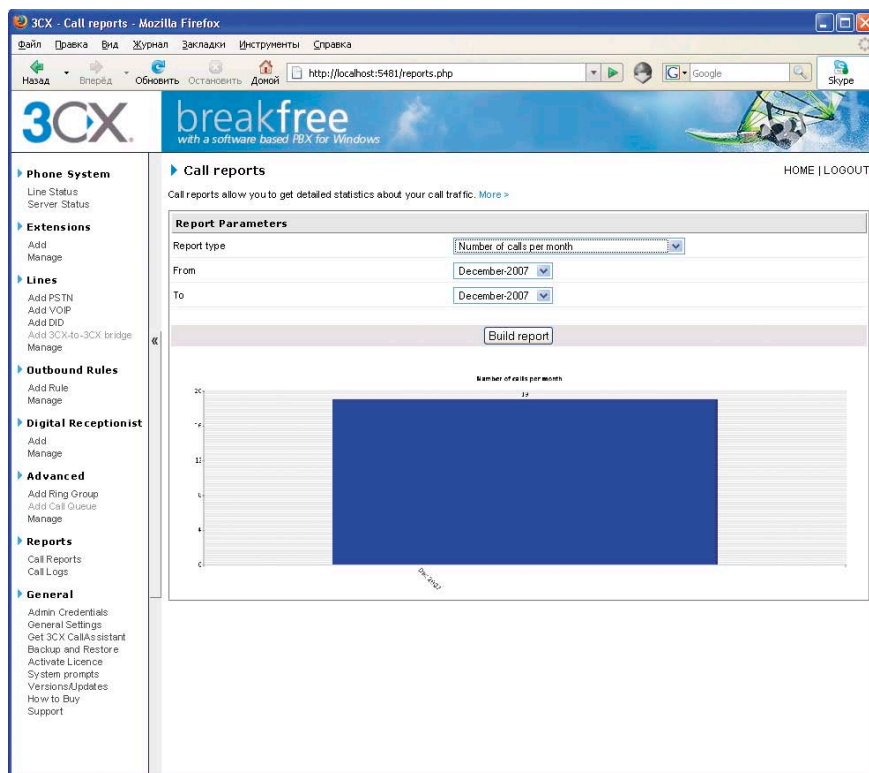 3CX - Call reports - Mozilla Firefox
Файл Правка Вид Журнал Закладки Инструменты Справка
Назад Вперёд Обновить Остановить Домой http://localhost:5481/reports.php Google Skype
3CX
breakfree
with a software based PBX for Windows
Phone System
Line Status
Server Status
Extensions
Add
Manage
Lines
Add PSTN
Add VOIP
Add DID
Add 3CX-to-3CX bridge
Manage
Outbound Rules
Add Rule
Manage
Digital Receptionist
Add
Manage
Advanced
Add Ring Group
Add Call Queue
Manage
Reports
Call Reports
Call Logs
General
Admin Credentials
General Settings
Get 3CX CallAssistant
Backup and Restore
Activate Licence
System prompts
Versions/Updates
How to Buy
Support
Call reports
HOME | LOGOUT
Call reports allow you to get detailed statistics about your call traffic. More »
Report Parameters
Report type Number of calls per month
From December-2007
To December-2007
Build report
Number of calls per month
20
19